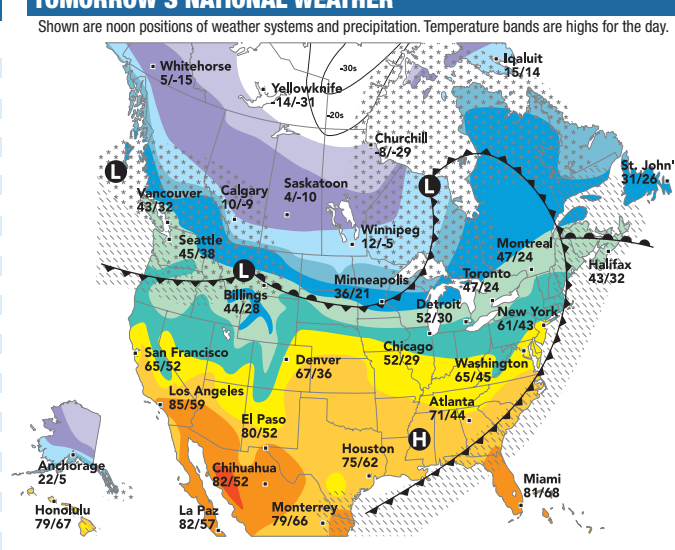 TOMORROW'S NATIONAL WEATHER
Shown are noon positions of weather systems and precipitation. Temperature bands are highs for the day.
Whitehorse
5/-15
Yellowknife
-14/-31
-30s
-20s
Iqaluit
15/14
Churchill
-8/-29
L
Vancouver
43/32
Calgary
10/-9
Saskatoon
4/-10
L
St. John'
31/26
Seattle
45/38
Winnipeg
12/-5
Montreal
47/24
Halifax
43/32
L
Billings
44/28
Minneapolis
36/21
Toronto
47/24
Detroit
52/30
New York
61/43
San Francisco
65/52
Denver
67/36
Chicago
52/29
Washington
65/45
Los Angeles
85/59
El Paso
80/52
Atlanta
71/44
H
Houston
75/62
Anchorage
22/5
Chihuahua
82/52
Miami
81/68
Honolulu
79/67
La Paz
82/57
Monterrey
79/66